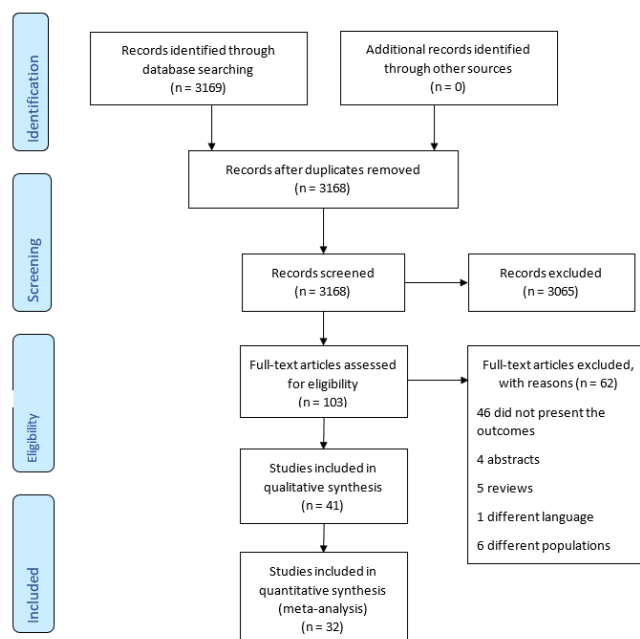 Identification
Records identified through
database searching
(n = 3169)
Additional records identified
through other sources
(n = 0)
Records after duplicates removed
(n = 3168)
Screening
Records screened
(n = 3168)
Records excluded
(n = 3065)
Eligibility
Full-text articles assessed
for eligibility
(n = 103)
Full-text articles excluded,
with reasons (n = 62)
46 did not present the
outcomes
4 abstracts
5 reviews
1 different language
6 different populations
Studies included in
qualitative synthesis
(n = 41)
Included
Studies included in
quantitative synthesis
(meta-analysis)
(n = 32)